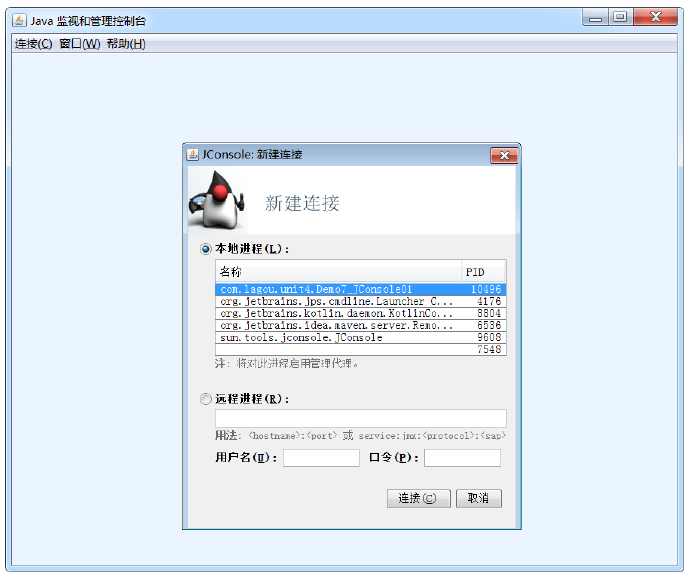 Java 监视和管理控制台
连接(C) 窗口(W) 帮助(H)
JConsole: 新建连接
新建连接
本地进程(L):
名称 PID
com.lagou.unit4.Demo7_JConsole01 10496
org.jetbrains.jps.cmdline.Launcher C... 4176
org.jetbrains.kotlin.daemon.KotlinCo... 8804
org.jetbrains.idea.maven.server.Remo... 6536
sun.tools.jconsole.JConsole 9608
7548
注: 将对此进程启用管理代理。
远程进程(R):
用法: <hostname>:<port> 或 service:jmx:<protocol>:<sap>
用户名(U): 口令(P):
连接(C) 取消